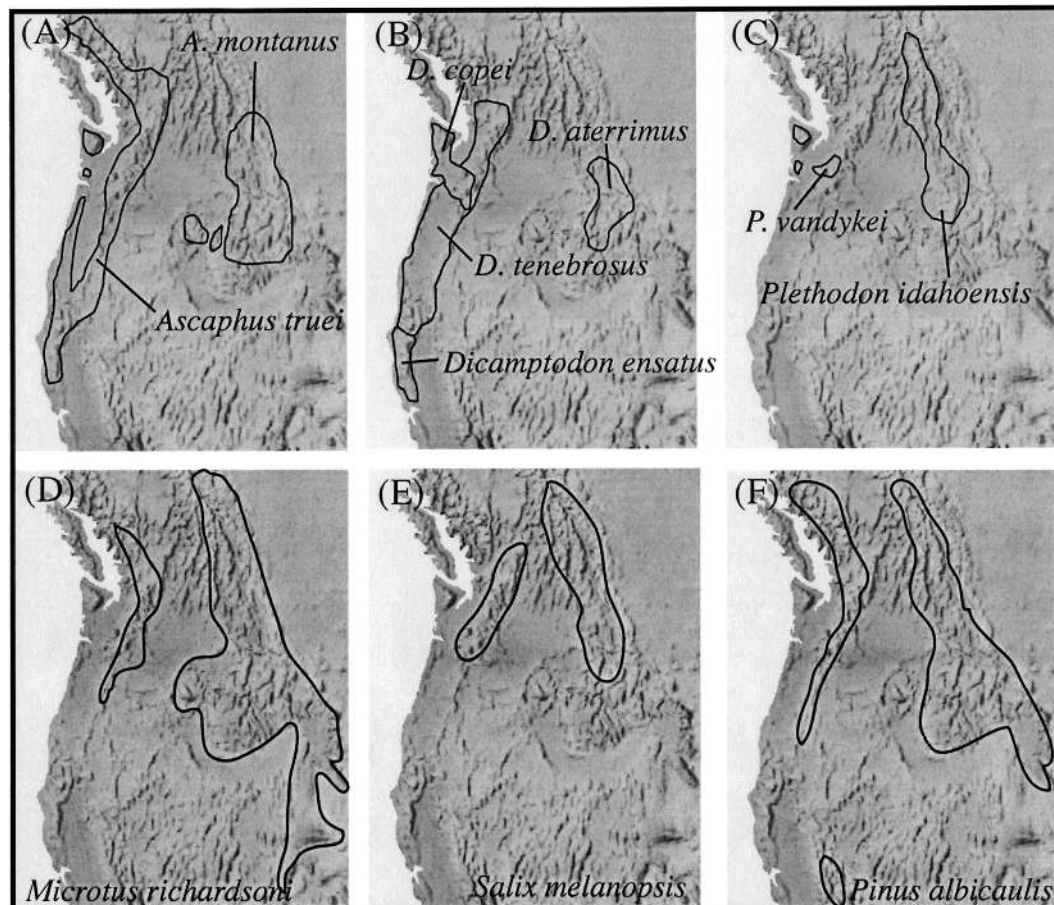 (A)
A. montanus
Ascaphus truei
(B)
D. copei
D. aterrimus
D. tenebrosus
Dicamptodon ensatus
(C)
P. vandykei
Plethodon idahoensis
(D)
Microtus richardsoni
(E)
Salix melanopsis
(F)
Pinus albicaulis